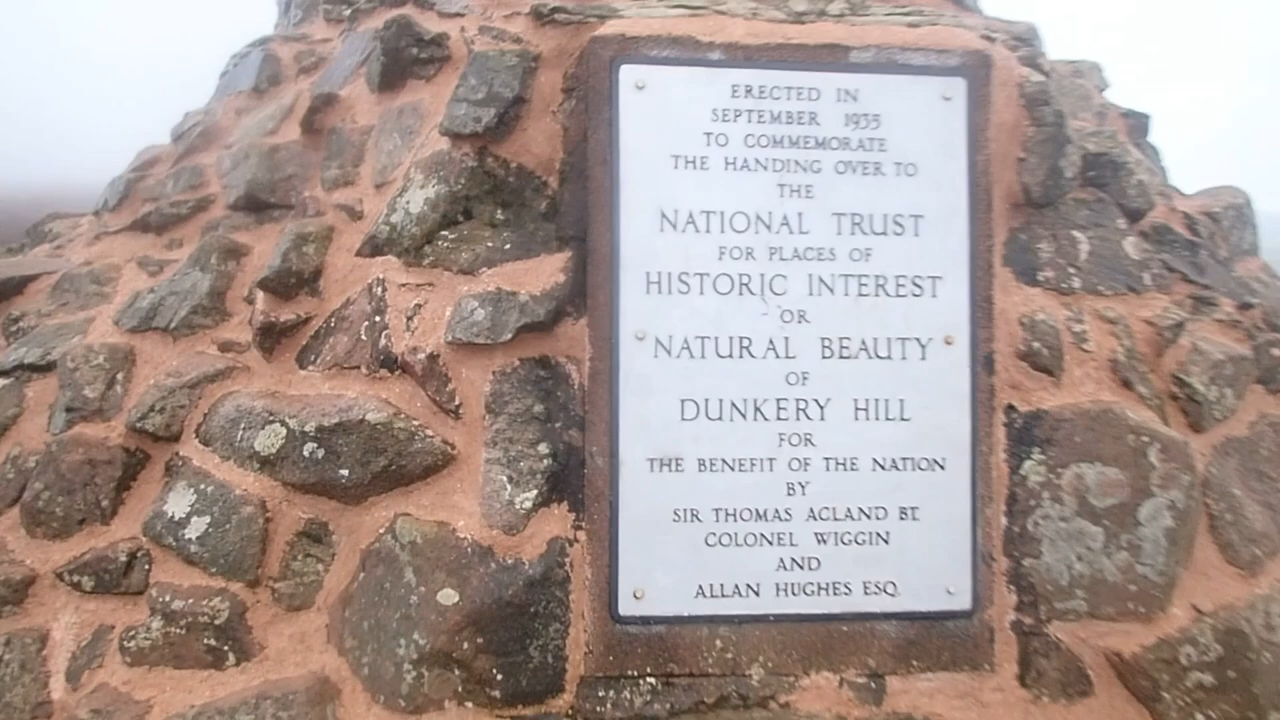 ERECTED IN
SEPTEMBER 1935
TO COMMEMORATE
THE HANDING OVER TO
THE
NATIONAL TRUST
FOR PLACES OF
HISTORIC INTEREST
OR
NATURAL BEAUTY
OF
DUNKERY HILL
FOR
THE BENEFIT OF THE NATION
BY
SIR THOMAS ACLAND BT.
COLONEL WIGGIN
AND
ALLAN HUGHES ESQ.